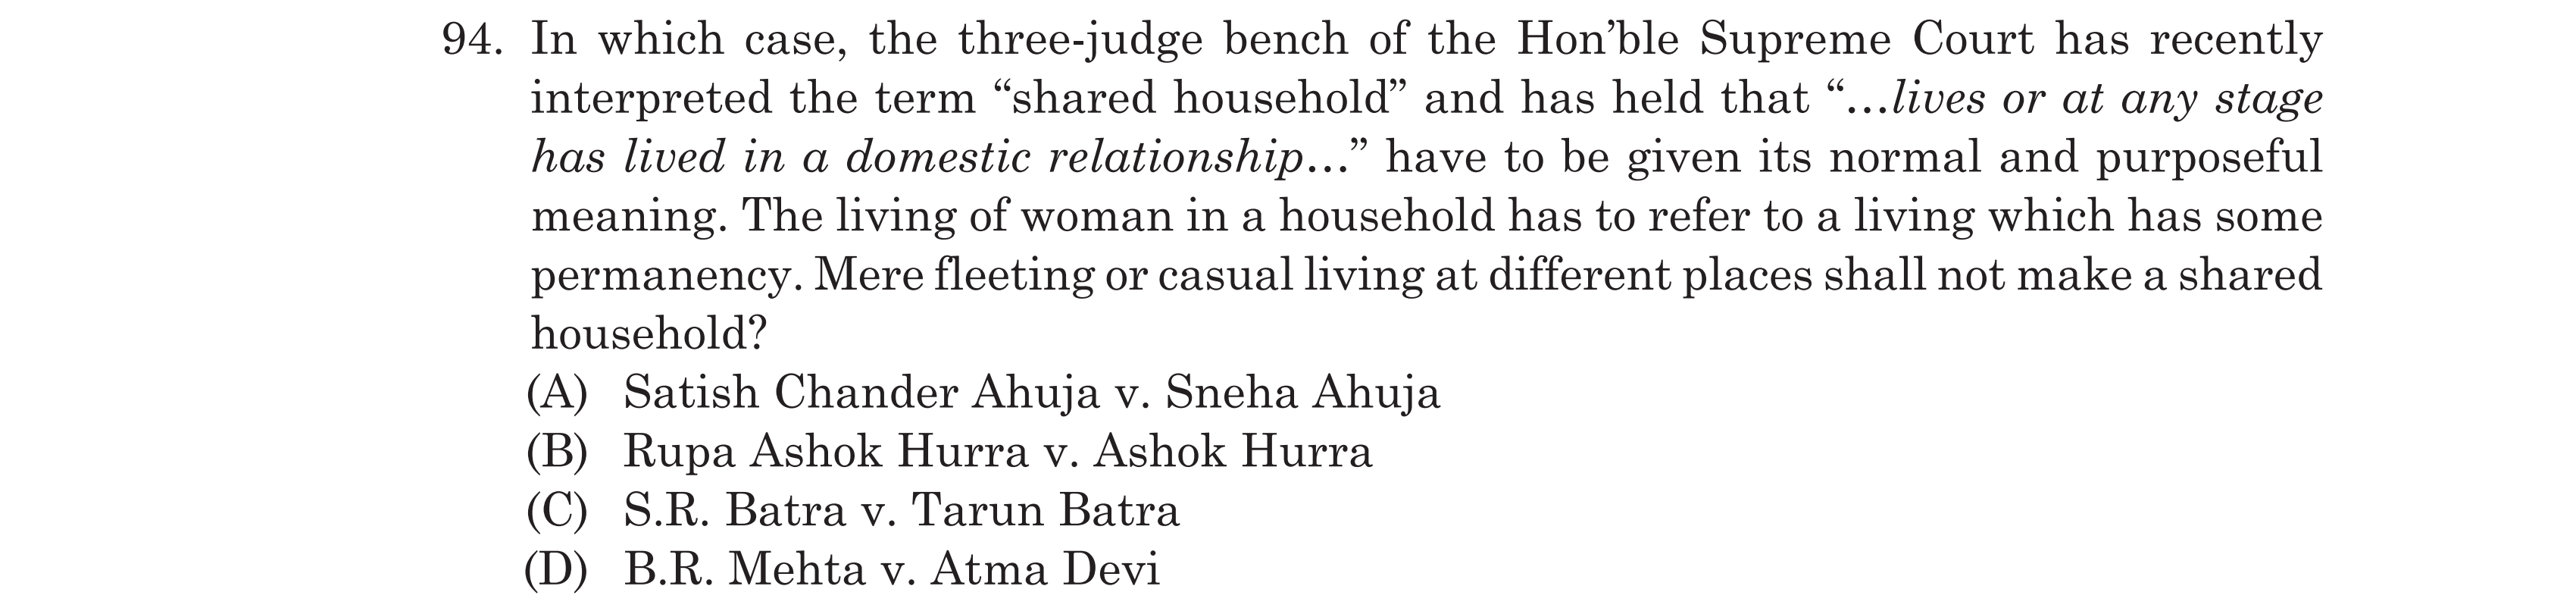 94. In which case, the three-judge bench of the Hon’ble Supreme Court has recently
interpreted the term “shared household” and has held that “...lives or at any stage
has lived in a domestic relationship...” have to be given its normal and purposeful
meaning. The living of woman in a household has to refer to a living which has some
permanency. Mere fleeting or casual living at different places shall not make a shared
household?
(A) Satish Chander Ahuja v. Sneha Ahuja
(B) Rupa Ashok Hurra v. Ashok Hurra
(C) S.R. Batra v. Tarun Batra
(D) B.R. Mehta v. Atma Devi